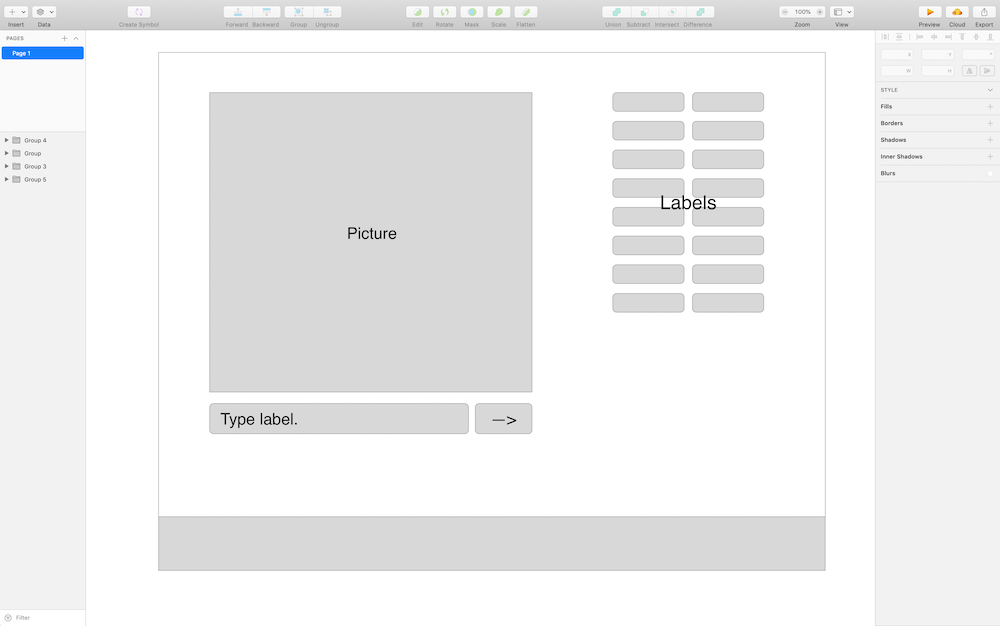 100%
Insert Data Create Symbol Forward Backward Group Ungroup Edit Rotate Mask Scale Flatten Union Subtract Intersect Difference Zoom View Preview Cloud Export
PAGES
Page 1
Group 4
Group
Group 3
Group 5
Filter
Picture
Type label.
—>
Labels
X Y °
W H
STYLE
Fills
Borders
Shadows
Inner Shadows
Blurs